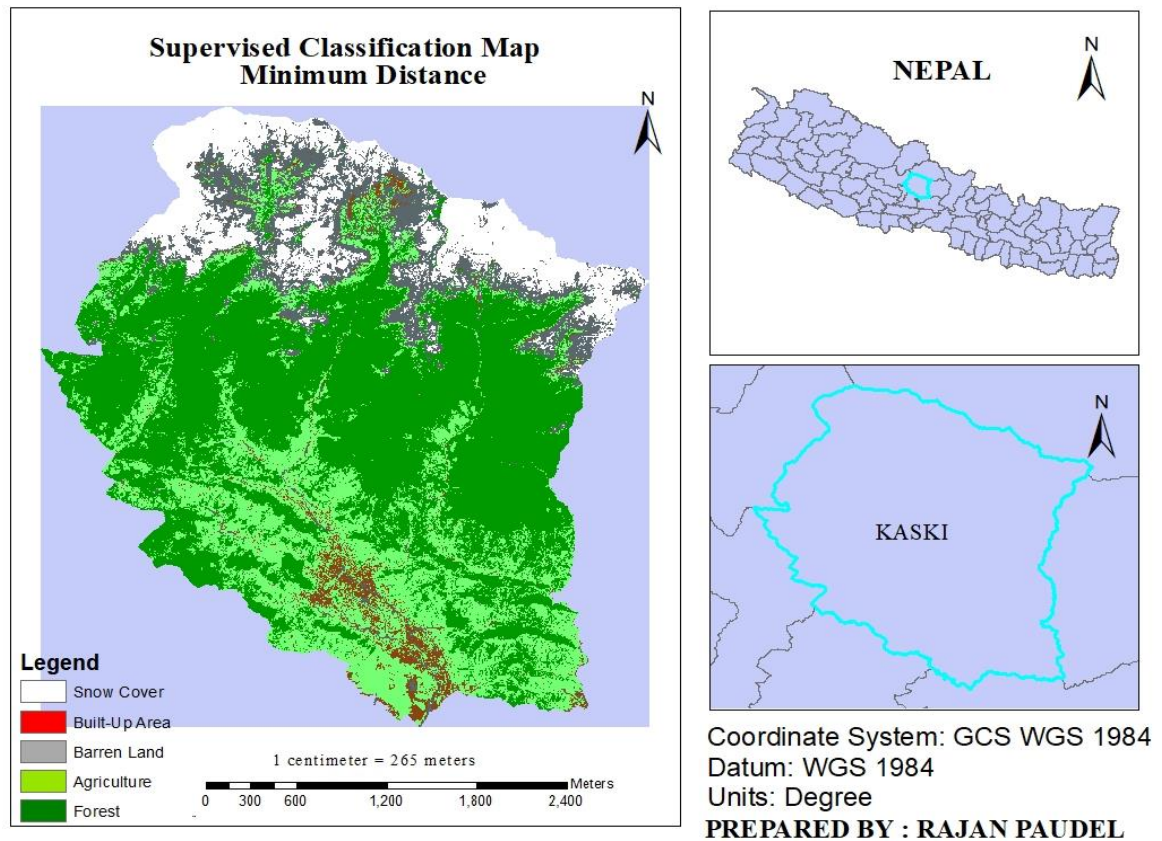 Supervised Classification Map
Minimum Distance
N
Legend
Snow Cover
Built-Up Area
Barren Land
Agriculture
Forest
1 centimeter = 265 meters
Meters
0 300 600 1,200 1,800 2,400
NEPAL
N
N
KASKI
Coordinate System: GCS WGS 1984
Datum: WGS 1984
Units: Degree
PREPARED BY : RAJAN PAUDEL